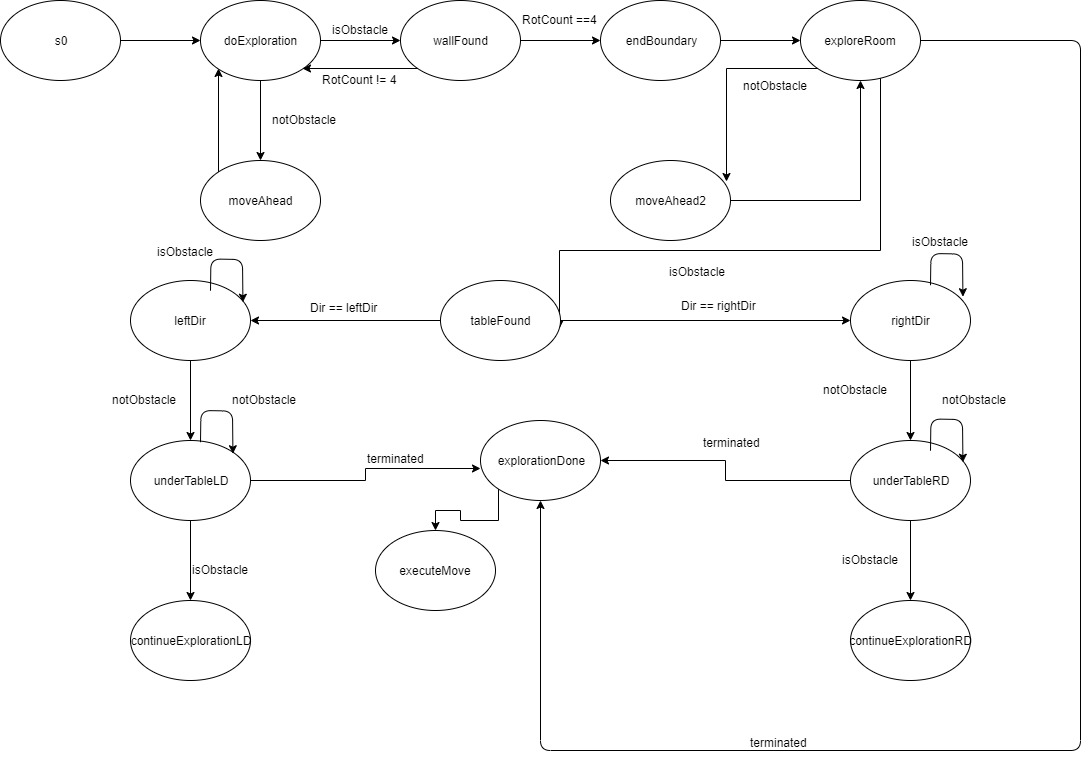 s0
doExploration
isObstacle
wallFound
RotCount ==4
endBoundary
exploreRoom
RotCount != 4
notObstacle
notObstacle
moveAhead
moveAhead2
isObstacle
isObstacle
isObstacle
leftDir
Dir == leftDir
tableFound
Dir == rightDir
rightDir
notObstacle
notObstacle
notObstacle
notObstacle
underTableLD
terminated
explorationDone
terminated
underTableRD
isObstacle
executeMove
isObstacle
continueExplorationLD
continueExplorationRD
terminated